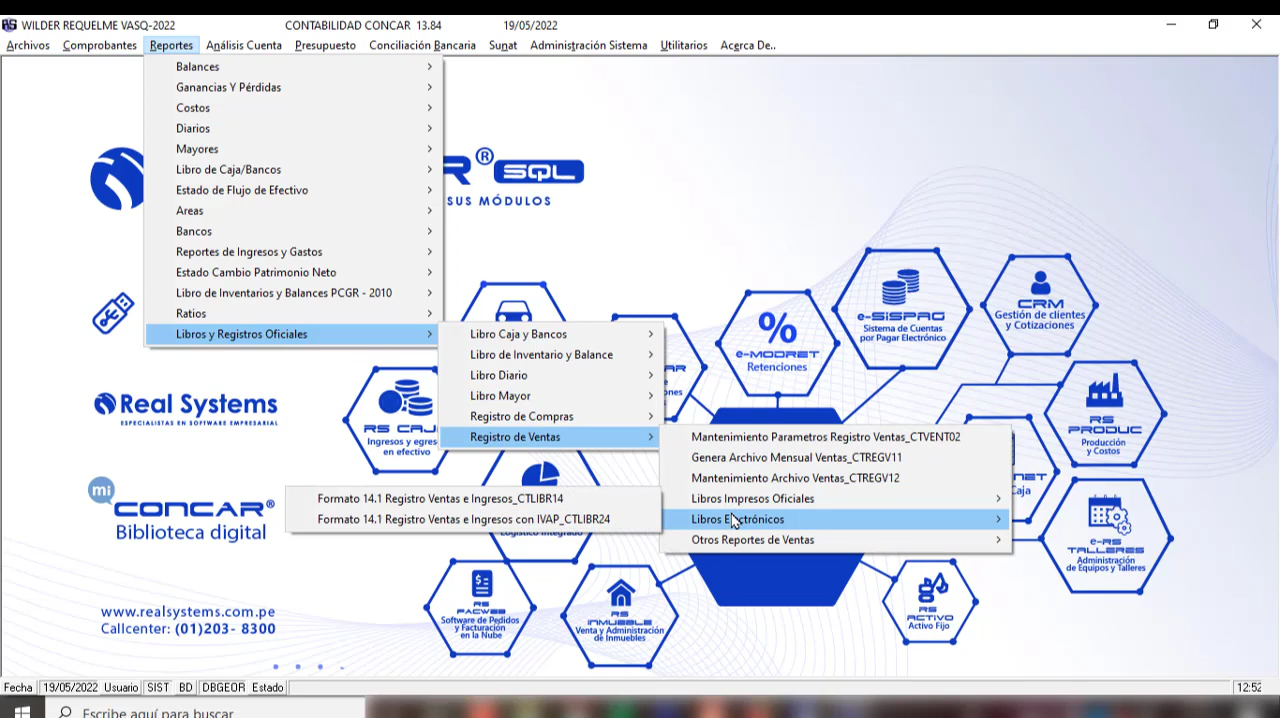 WILDER REQUELME VASQ-2022 CONTABILIDAD CONCAR 13.84 19/05/2022
Archivos Comprobantes Reportes Análisis Cuenta Presupuesto Conciliación Bancaria Sunat Administración Sistema Utilitarios Acerca De..
Balances
Ganancias Y Pérdidas
Costos
Diarios
Mayores
Libro de Caja/Bancos
Estado de Flujo de Efectivo
Areas
Bancos
Reportes de Ingresos y Gastos
Estado Cambio Patrimonio Neto
Libro de Inventarios y Balances PCGR - 2010
Ratios
Libros y Registros Oficiales
Libro Caja y Bancos
Libro de Inventario y Balance
Libro Diario
Libro Mayor
Registro de Compras
Registro de Ventas
Mantenimiento Parametros Registro Ventas_CTVENT02
Genera Archivo Mensual Ventas_CTREGV11
Mantenimiento Archivo Ventas_CTREGV12
Libros Impresos Oficiales
Libros Electrónicos
Otros Reportes de Ventas
Formato 14.1 Registro Ventas e Ingresos_CTLIBR14
Formato 14.1 Registro Ventas e Ingresos con IVAP_CTLIBR24
R® SQL
SUS MÓDULOS
Real Systems
ESPECIALISTAS EN SOFTWARE EMPRESARIAL
mi
CONCAR®
Biblioteca digital
www.realsystems.com.pe
Callcenter: (01)203- 8300
RS CAJ
Ingresos y egres
en efectivo
%
e-MODRET
Retenciones
e-SISPAG
Sistema de Cuentas
por Pagar Electrónico
CRM
Gestión de clientes
y Cotizaciones
RS
PRODUC
Producción
y Costos
NET
Caja
e-RS
TALLERES
Administración
de Equipos y Talleres
Logístico Integrado
RS
FACWEB
Software de Pedidos
y Facturación
en la Nube
RS
INMUEBLE
Venta y Administración
de Inmuebles
RS
ACTIVO
Activo Fijo
Fecha 19/05/2022 Usuario SIST BD DBGEOR Estado 12:52
Escribe aquí para buscar